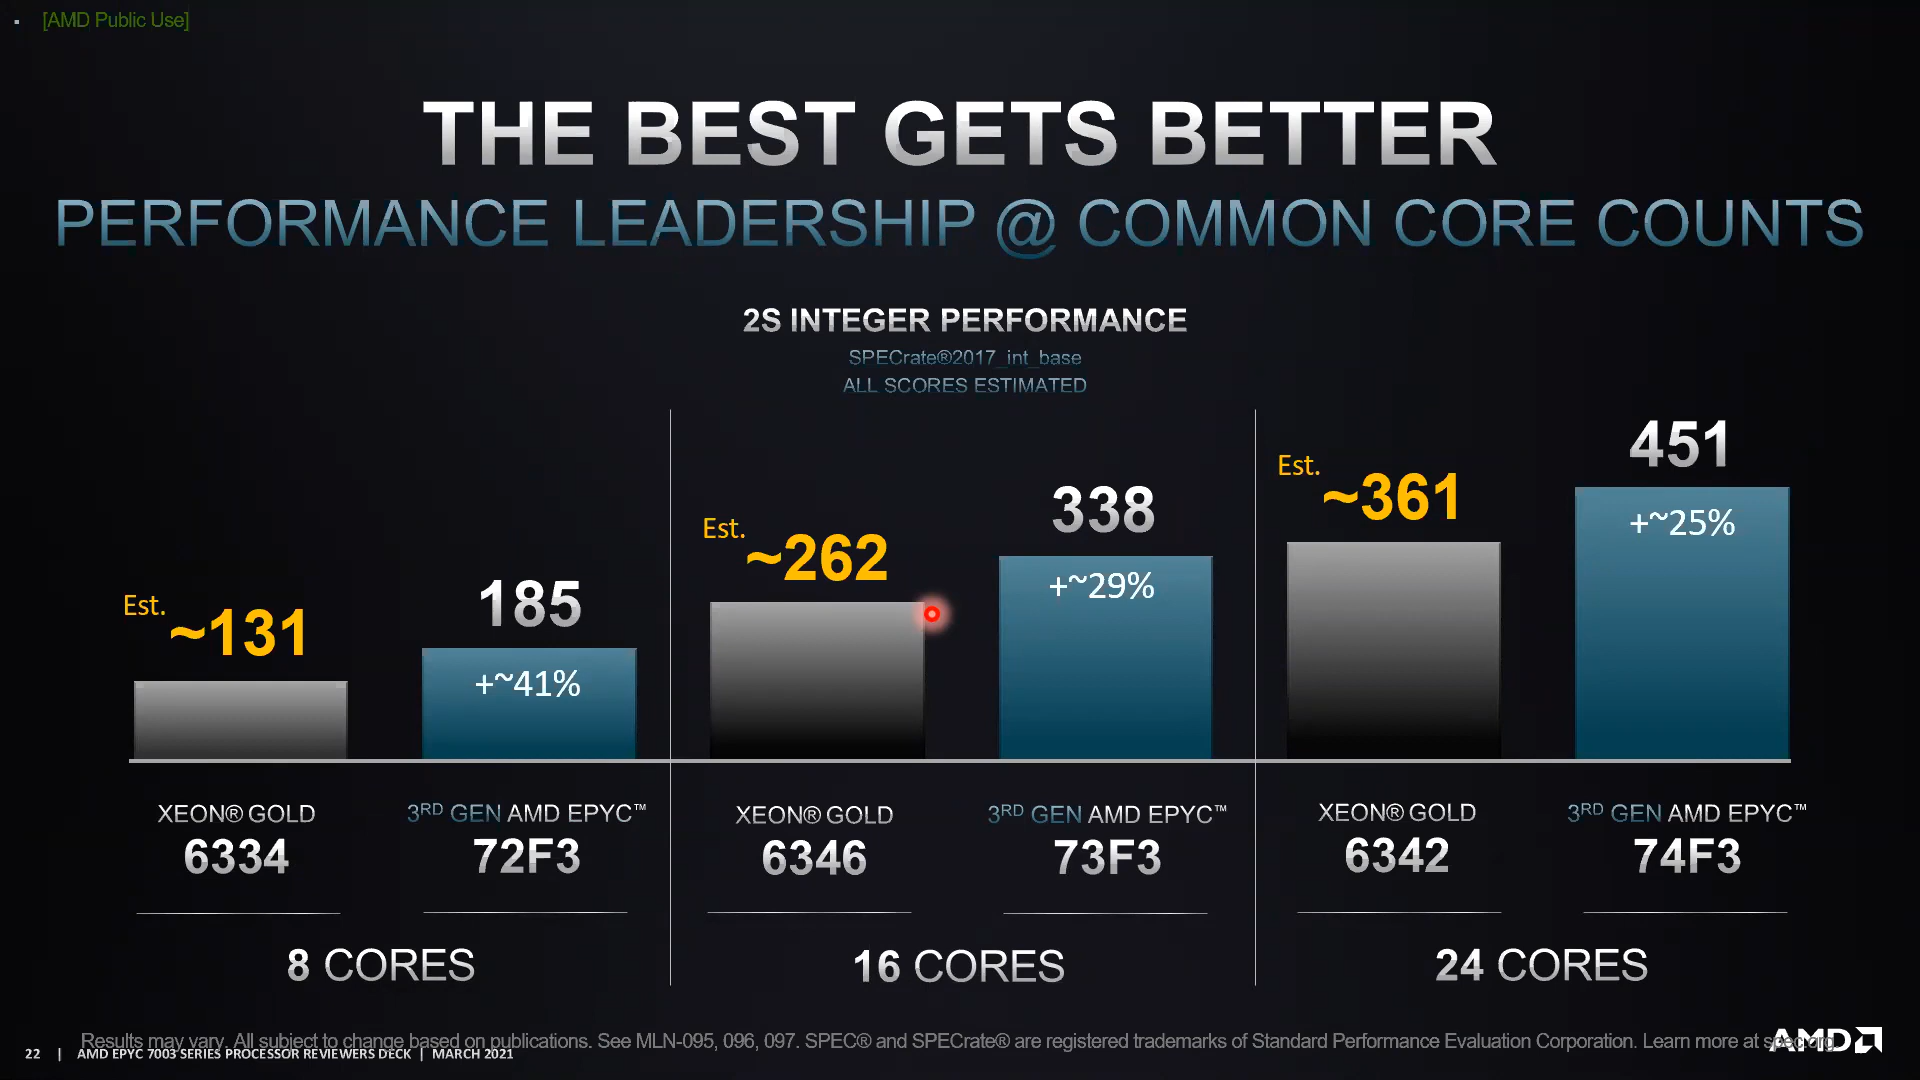 [AMD Public Use]
THE BEST GETS BETTER
PERFORMANCE LEADERSHIP @ COMMON CORE COUNTS
2S INTEGER PERFORMANCE
SPECrate®2017_int_base
ALL SCORES ESTIMATED
Est. ~131
185
+~41%
Est. ~262
338
+~29%
Est. ~361
451
+~25%
XEON® GOLD
6334
3RD GEN AMD EPYC™
72F3
8 CORES
XEON® GOLD
6346
3RD GEN AMD EPYC™
73F3
16 CORES
XEON® GOLD
6342
3RD GEN AMD EPYC™
74F3
24 CORES
Results may vary. All subject to change based on publications. See MLN-095, 096, 097. SPEC® and SPECrate® are registered trademarks of Standard Performance Evaluation Corporation. Learn more at spec.org.
22 | AMD EPYC 7003 SERIES PROCESSOR REVIEWERS DECK | MARCH 2021
AMD